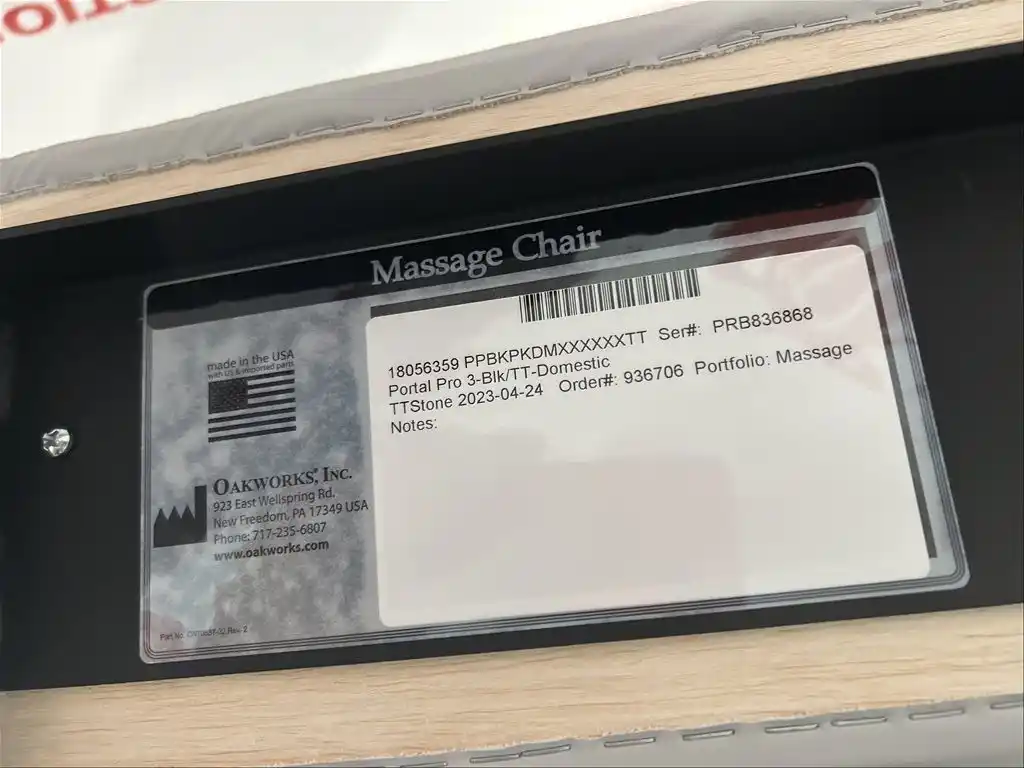 Massage Chair
18056359 PPBKPKDMXXXXXXTT Ser#: PRB836868
Portal Pro 3-Blk/TT-Domestic
TTStone 2023-04-24 Order#: 936706 Portfolio: Massage
Notes:
made in the USA
with US & imported parts
OAKWORKS, INC.
923 East Wellspring Rd.
New Freedom, PA 17349 USA
Phone: 717-235-6807
www.oakworks.com
Part No.